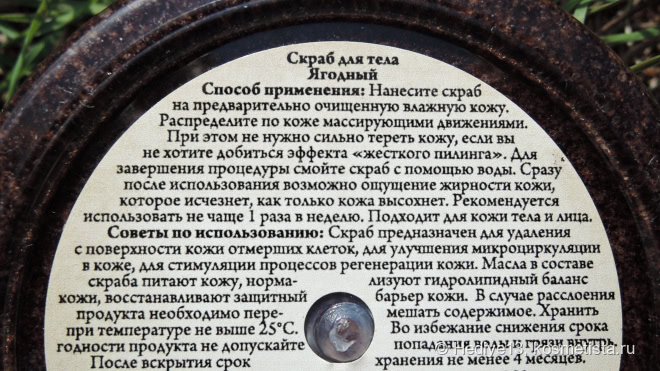 Скраб для тела
Ягодный
Способ применения: Нанесите скраб
на предварительно очищенную влажную кожу.
Распределите по коже массирующими движениями.
При этом не нужно сильно тереть кожу, если вы
не хотите добиться эффекта «жесткого пилинга». Для
завершения процедуры смойте скраб с помощью воды. Сразу
после использования возможно ощущение жирности кожи,
которое исчезнет, как только кожа высохнет. Рекомендуется
использовать не чаще 1 раза в неделю. Подходит для кожи тела и лица.
Советы по использованию: Скраб предназначен для удаления
с поверхности кожи отмерших клеток, для улучшения микроциркуляции
в коже, для стимуляции процессов регенерации кожи. Масла в составе
скраба питают кожу, норма- лизуют гидролипидный баланс
кожи, восстанавливают защитный барьер кожи. В случае расслоения
продукта необходимо пере- мешать содержимое. Хранить
при температуре не выше 25°С. Во избежание снижения срока
годности продукта не допускайте попадания воды и грязи внутрь.
После вскрытия срок хранения не менее 4 месяцев.
© Hedive13.kosmetista.ru